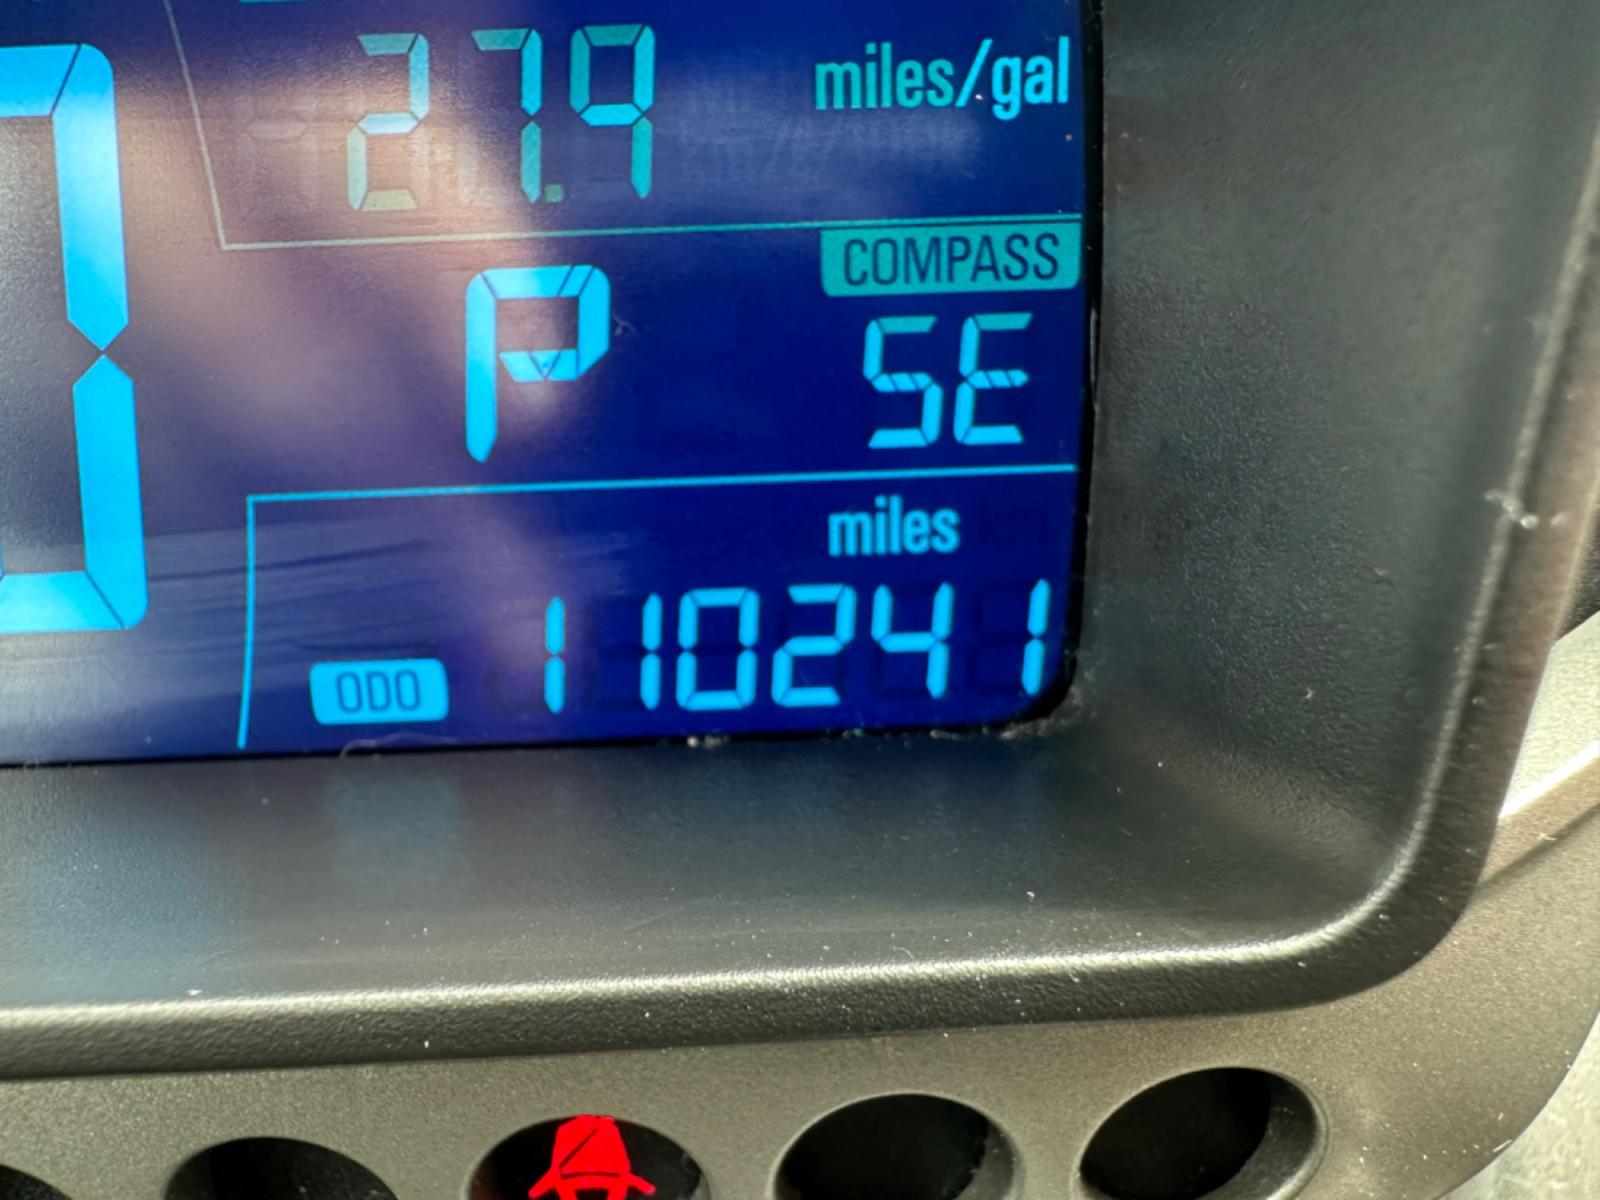 27.9 miles/gal
COMPASS
P SE
miles
ODO 110241